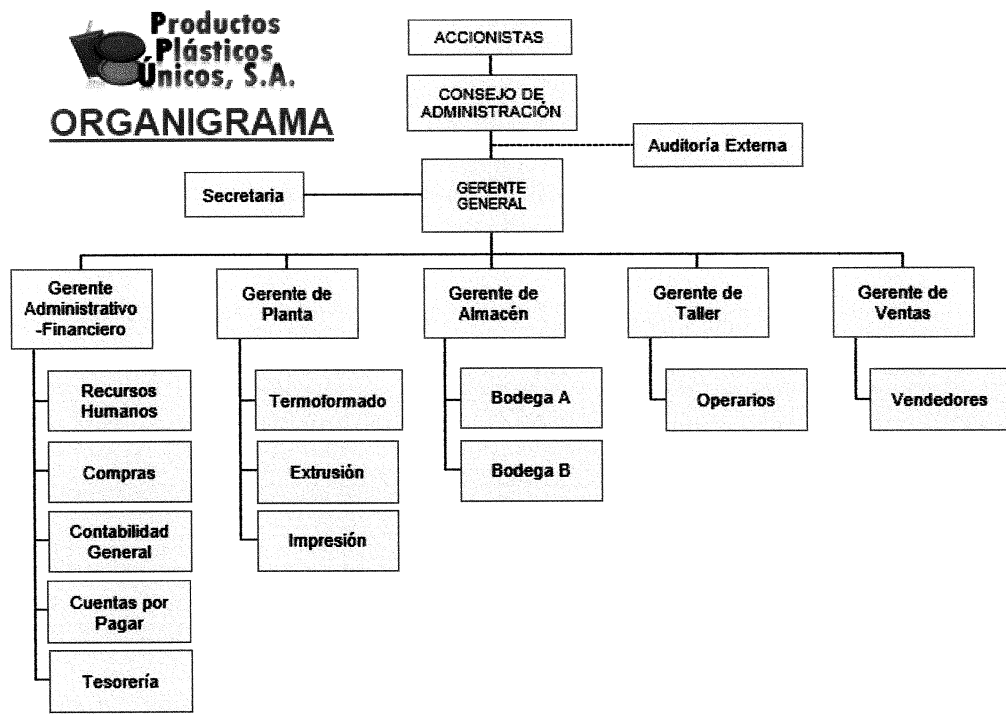 Productos
Plásticos
Únicos, S.A.
ORGANIGRAMA
ACCIONISTAS
CONSEJO DE
ADMINISTRACIÓN
Auditoría Externa
Secretaria
GERENTE
GENERAL
Gerente
Administrativo
-Financiero
Gerente de
Planta
Gerente de
Almacén
Gerente de
Taller
Gerente de
Ventas
Recursos
Humanos
Compras
Contabilidad
General
Cuentas por
Pagar
Tesorería
Termoformado
Extrusión
Impresión
Bodega A
Bodega B
Operarios
Vendedores